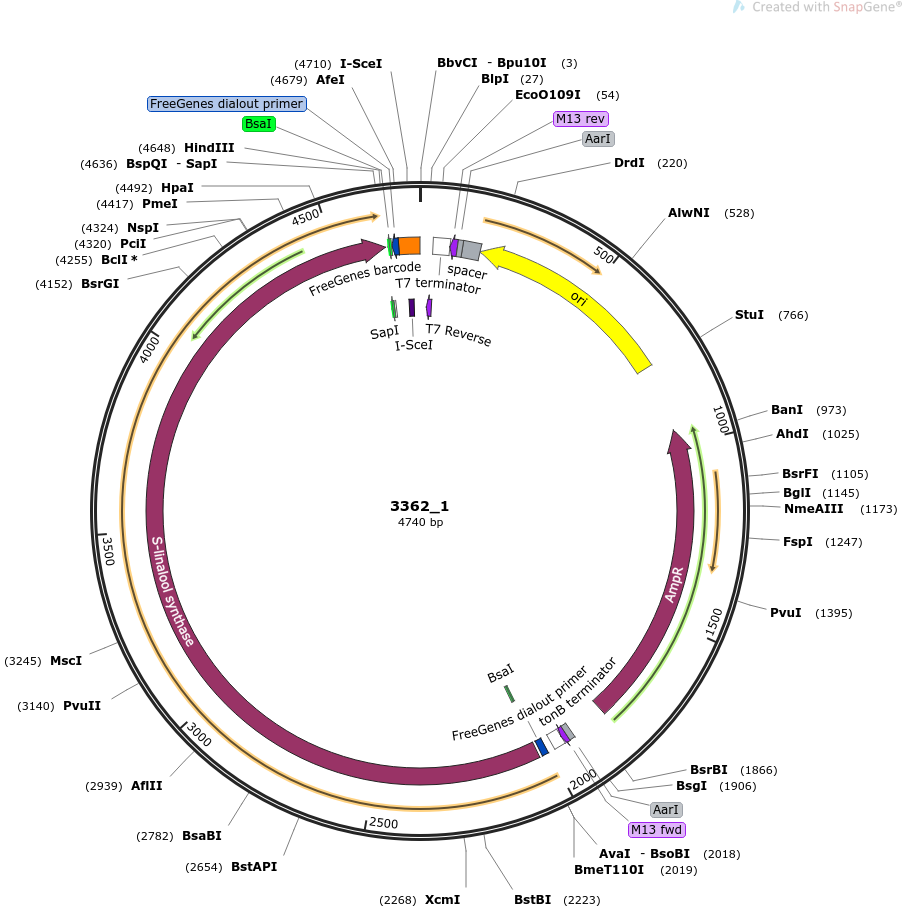 Created with SnapGene®
(4710) I-SceI
(4679) AfeI
FreeGenes dialout primer
BsaI
(4648) HindIII
(4636) BspQI - SapI
(4492) HpaI
(4417) PmeI
(4324) NspI
(4320) PciI
(4255) BclI *
(4152) BsrGI
BbvCI - Bpu10I (3)
BlpI (27)
EcoO109I (54)
M13 rev
AarI
DrdI (220)
AlwNI (528)
StuI (766)
BanI (973)
AhdI (1025)
BsrFI (1105)
BglI (1145)
NmeAIII (1173)
FspI (1247)
PvuI (1395)
4500
500
4000
1000
3500
1500
3000
2500
2000
FreeGenes barcode
spacer
T7 terminator
ori
SapI
I-SceI
T7 Reverse
3362_1
4740 bp
S-linalool synthase
AmpR
BsaI
FreeGenes dialout primer
tonB terminator
(3245) MscI
(3140) PvuII
(2939) AflII
(2782) BsaBI
(2654) BstAPI
(2268) XcmI
BsrBI (1866)
BsgI (1906)
AarI
M13 fwd
AvaI - BsoBI (2018)
BmeT110I (2019)
BstBI (2223)